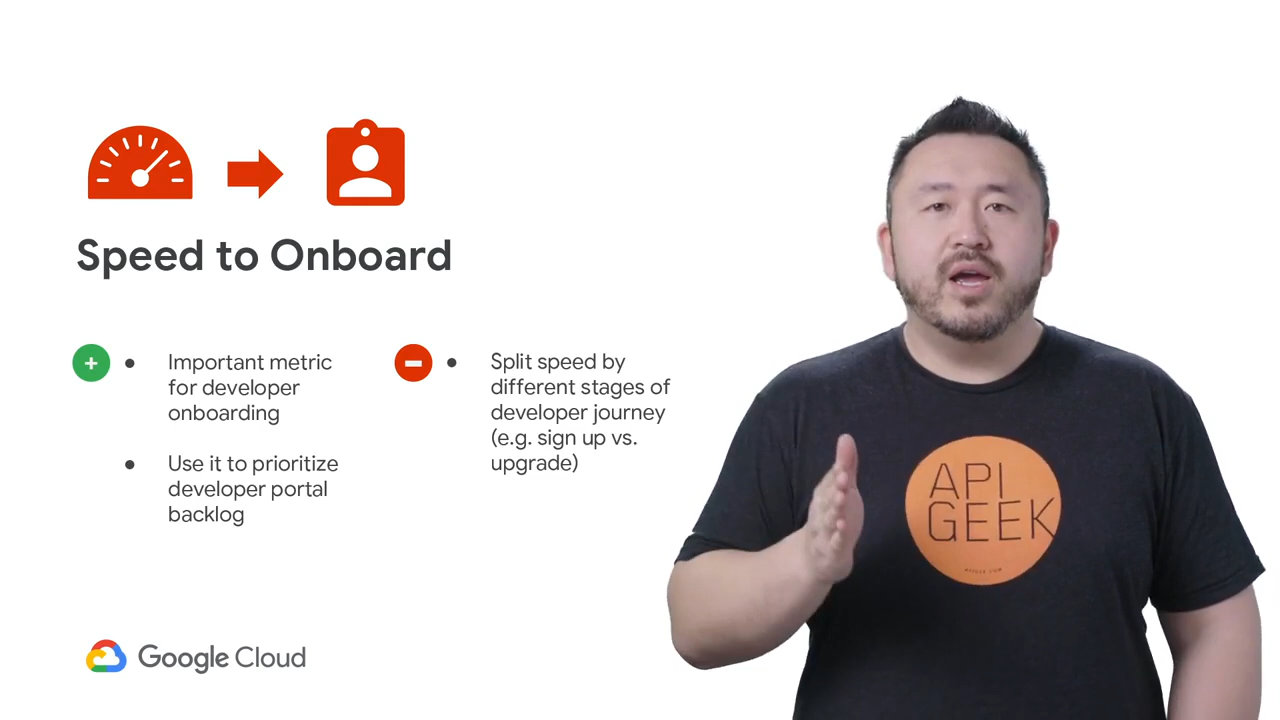 Speed to Onboard
Important metric
for developer
onboarding
Use it to prioritize
developer portal
backlog
Split speed by
different stages of
developer journey
(e.g. sign up vs.
upgrade)
API
GEEK
Google Cloud